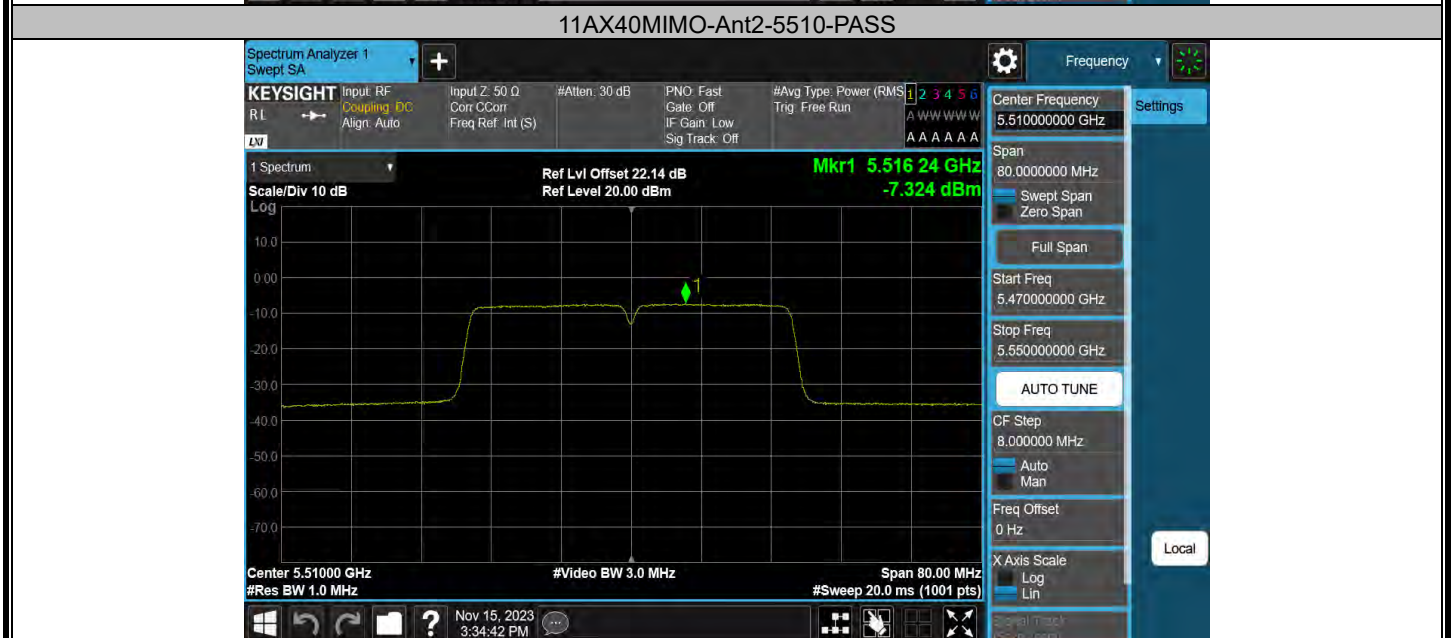 11AX40MIMO-Ant2-5510-PASS
Spectrum Analyzer 1
Swept SA
+
Frequency
KEYSIGHT
RL
LXI
Input: RF
Coupling: DC
Align: Auto
Input Z: 50 Ω
Corr CCorr
Freq Ref: Int (S)
#Atten: 30 dB
PNO: Fast
Gate: Off
IF Gain: Low
Sig Track: Off
#Avg Type: Power (RMS
Trig: Free Run
1 2 3 4 5 6
A W W W W W
A A A A A A
1 Spectrum
Scale/Div 10 dB
Ref Lvl Offset 22.14 dB
Ref Level 20.00 dBm
Mkr1 5.516 24 GHz
-7.324 dBm
Log
10.0
0.00
-10.0
-20.0
-30.0
-40.0
-50.0
-60.0
-70.0
1
Center 5.51000 GHz
#Res BW 1.0 MHz
#Video BW 3.0 MHz
Span 80.00 MHz
#Sweep 20.0 ms (1001 pts)
Center Frequency
5.510000000 GHz
Settings
Span
80.0000000 MHz
Swept Span
Zero Span
Full Span
Start Freq
5.470000000 GHz
Stop Freq
5.550000000 GHz
AUTO TUNE
CF Step
8.000000 MHz
Auto
Man
Freq Offset
0 Hz
X Axis Scale
Log
Lin
Signal Track
Local
?
Nov 15, 2023
3:34:42 PM